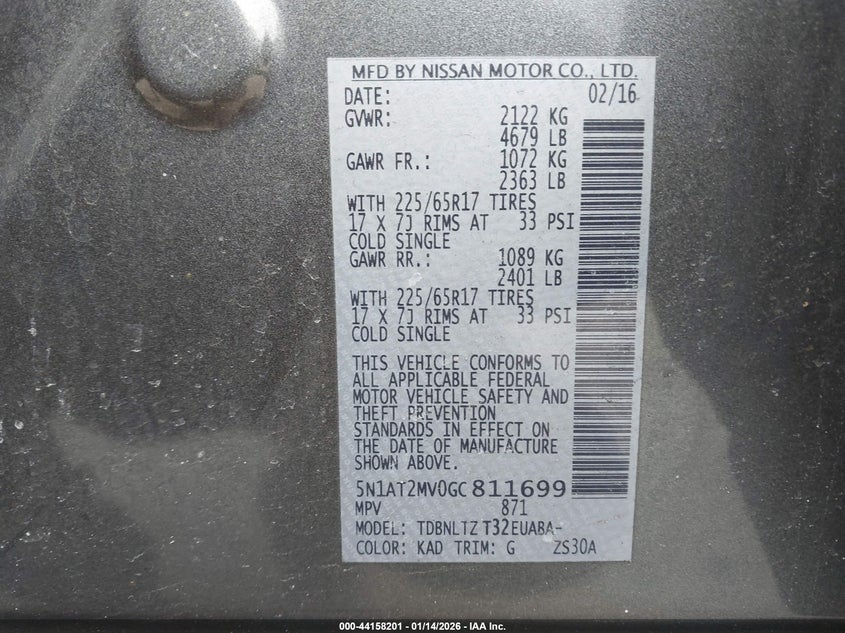 MFD BY NISSAN MOTOR CO., LTD.
DATE: 02/16
GVWR: 2122 KG
4679 LB
GAWR FR.: 1072 KG
2363 LB
WITH 225/65R17 TIRES
17 X 7J RIMS AT 33 PSI
COLD SINGLE
GAWR RR.: 1089 KG
2401 LB
WITH 225/65R17 TIRES
17 X 7J RIMS AT 33 PSI
COLD SINGLE
THIS VEHICLE CONFORMS TO
ALL APPLICABLE FEDERAL
MOTOR VEHICLE SAFETY AND
THEFT PREVENTION
STANDARDS IN EFFECT ON
THE DATE OF MANUFACTURE
SHOWN ABOVE.
5N1AT2MV0GC811699
MPV 871
MODEL: TDBNLTZ T32EUABA-
COLOR: KAD TRIM: G ZS30A
000-44158201 - 01/14/2026 - IAA Inc.